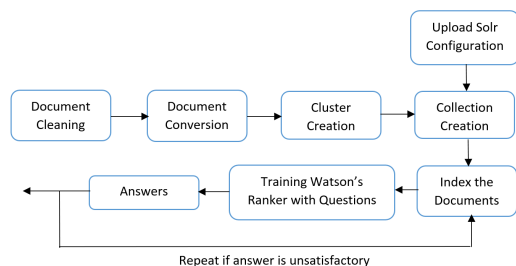 Upload Solr
Configuration
Document
Cleaning
Document
Conversion
Cluster
Creation
Collection
Creation
Answers
Training Watson's
Ranker with Questions
Index the
Documents
Repeat if answer is unsatisfactory